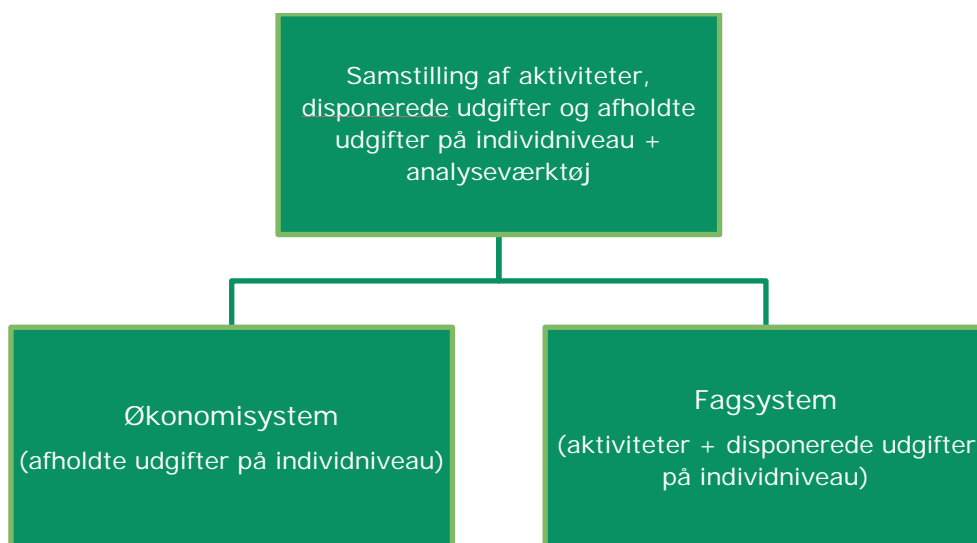 Samstilling af aktiviteter,
disponerede udgifter og afholdte
udgifter på individniveau +
analyseværktøj
Økonomisystem
(afholdte udgifter på individniveau)
Fagsystem
(aktiviteter + disponerede udgifter
på individniveau)